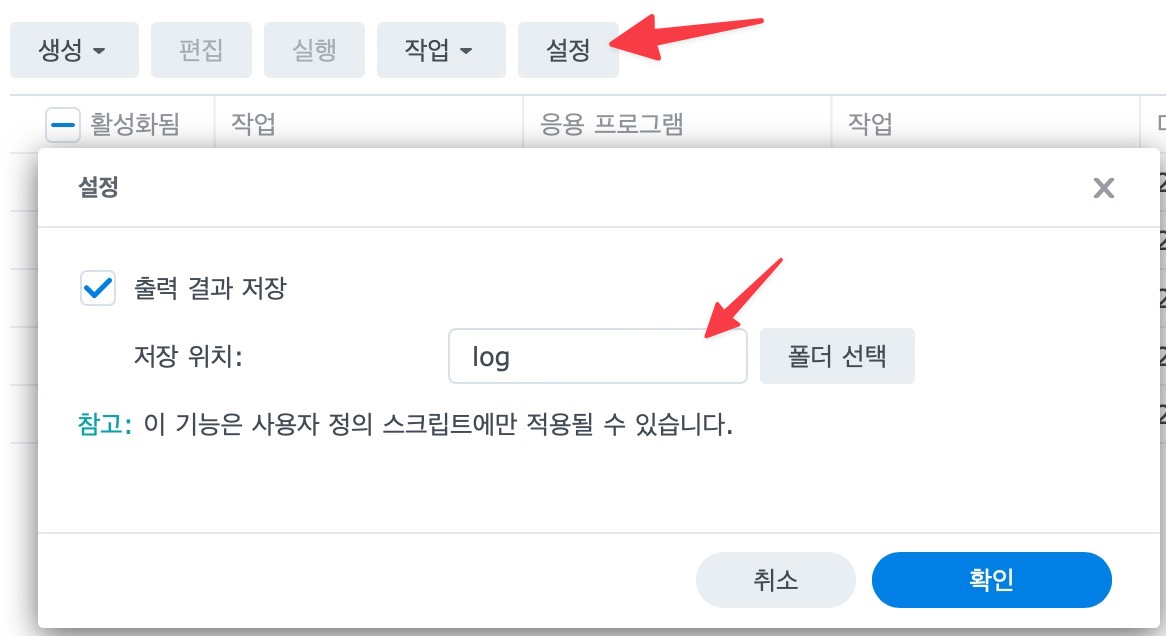 생성 편집 실행 작업 설정
활성화됨 작업 응용 프로그램 작업
설정
출력 결과 저장
저장 위치: log 폴더 선택
참고: 이 기능은 사용자 정의 스크립트에만 적용될 수 있습니다.
취소 확인